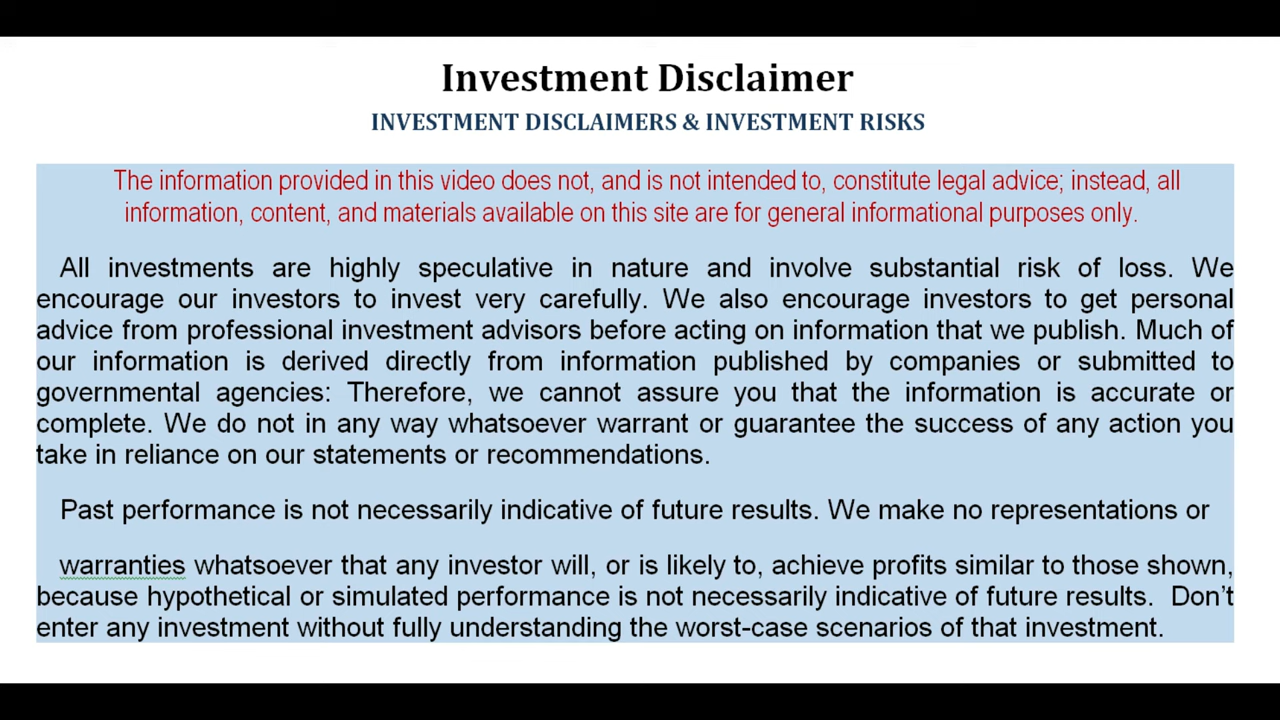 Investment Disclaimer
INVESTMENT DISCLAIMERS & INVESTMENT RISKS
The information provided in this video does not, and is not intended to, constitute legal advice; instead, all
information, content, and materials available on this site are for general informational purposes only.
All investments are highly speculative in nature and involve substantial risk of loss. We
encourage our investors to invest very carefully. We also encourage investors to get personal
advice from professional investment advisors before acting on information that we publish. Much of
our information is derived directly from information published by companies or submitted to
governmental agencies: Therefore, we cannot assure you that the information is accurate or
complete. We do not in any way whatsoever warrant or guarantee the success of any action you
take in reliance on our statements or recommendations.
Past performance is not necessarily indicative of future results. We make no representations or
warranties whatsoever that any investor will, or is likely to, achieve profits similar to those shown,
because hypothetical or simulated performance is not necessarily indicative of future results.  Don’t
enter any investment without fully understanding the worst-case scenarios of that investment.